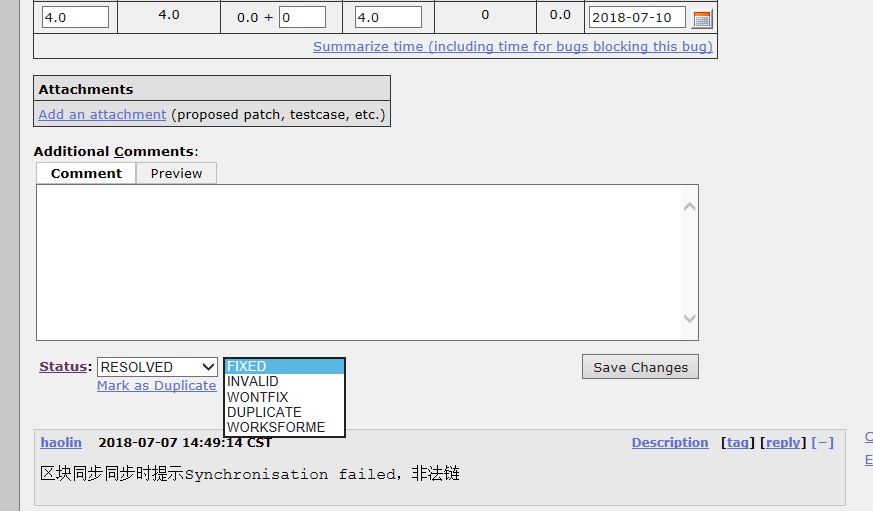 4.0 4.0 0.0 + 0 4.0 0 0.0 2018-07-10
Summarize time (including time for bugs blocking this bug)
Attachments
Add an attachment (proposed patch, testcase, etc.)
Additional Comments:
Comment Preview
Status: RESOLVED FIXED Save Changes
Mark as Duplicate INVALID
WONTFIX
DUPLICATE
WORKSFORME
haolin 2018-07-07 14:49:14 CST Description [tag] [reply] [−]
区块同步同步时提示Synchronisation failed，非法链